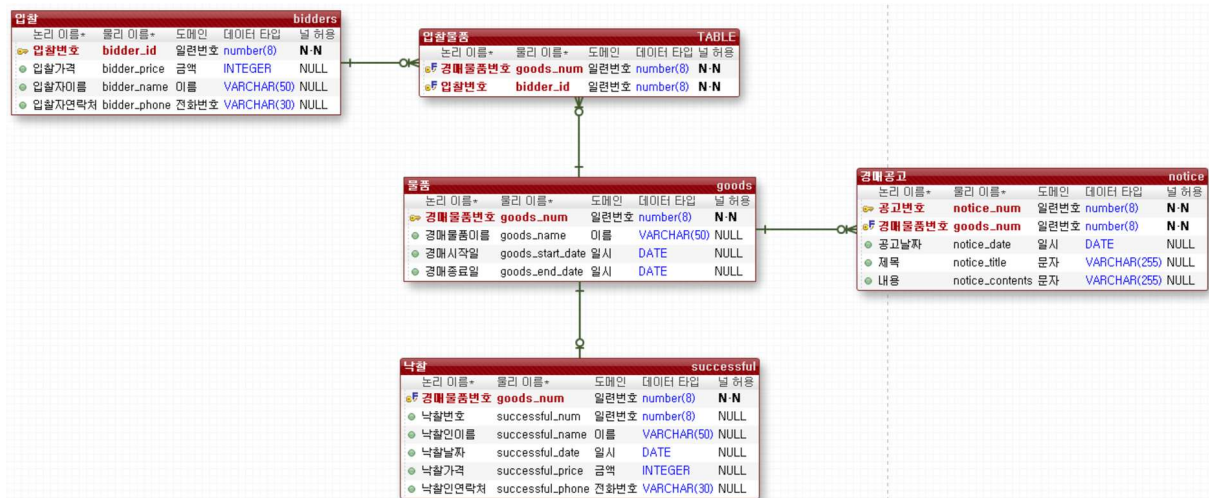 입찰 bidders
논리 이름* 물리 이름* 도메인 데이터 타입 널 허용
입찰번호 bidder_id 일련번호 number(8) N·N
입찰가격 bidder_price 금액 INTEGER NULL
입찰자이름 bidder_name 이름 VARCHAR(50) NULL
입찰자연락처 bidder_phone 전화번호 VARCHAR(30) NULL
입찰물품 TABLE
논리 이름* 물리 이름* 도메인 데이터 타입 널 허용
경매물품번호 goods_num 일련번호 number(8) N·N
입찰번호 bidder_id 일련번호 number(8) N·N
물품 goods
논리 이름* 물리 이름* 도메인 데이터 타입 널 허용
경매물품번호 goods_num 일련번호 number(8) N·N
경매물품이름 goods_name 이름 VARCHAR(50) NULL
경매시작일 goods_start_date 일시 DATE NULL
경매종료일 goods_end_date 일시 DATE NULL
경매공고 notice
논리 이름* 물리 이름* 도메인 데이터 타입 널 허용
공고번호 notice_num 일련번호 number(8) N·N
경매물품번호 goods_num 일련번호 number(8) N·N
공고날짜 notice_date 일시 DATE NULL
제목 notice_title 문자 VARCHAR(255) NULL
내용 notice_contents 문자 VARCHAR(255) NULL
낙찰 successful
논리 이름* 물리 이름* 도메인 데이터 타입 널 허용
경매물품번호 goods_num 일련번호 number(8) N·N
낙찰번호 successful_num 일련번호 number(8) NULL
낙찰인이름 successful_name 이름 VARCHAR(50) NULL
낙찰날짜 successful_date 일시 DATE NULL
낙찰가격 successful_price 금액 INTEGER NULL
낙찰인연락처 successful_phone 전화번호 VARCHAR(30) NULL